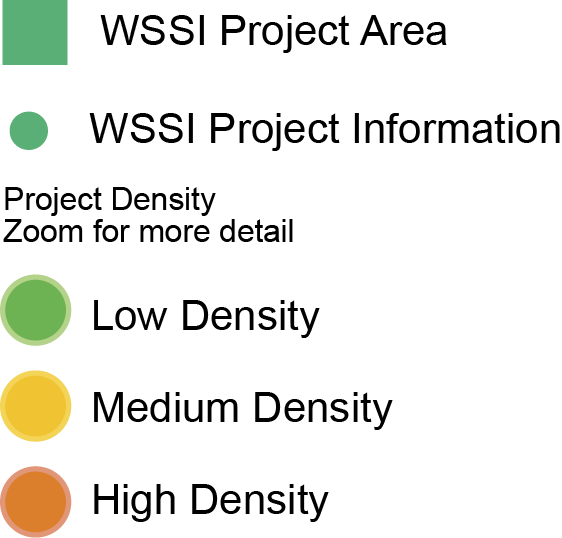 WSSI Project Area
WSSI Project Information
Project Density
Zoom for more detail
Low Density
Medium Density
High Density